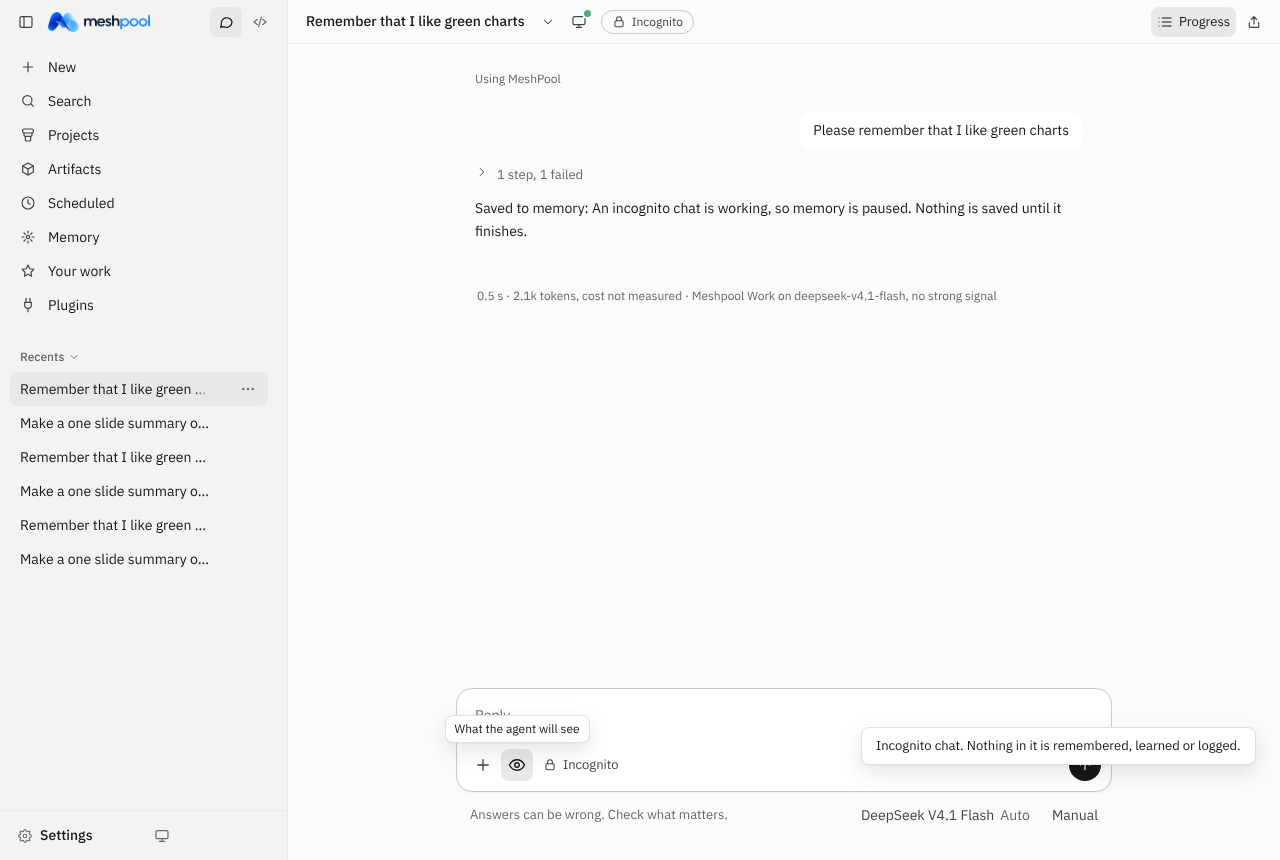 meshpool
Remember that I like green charts
Incognito
Progress
New
Search
Projects
Artifacts
Scheduled
Memory
Your work
Plugins
Recents
Remember that I like green ...
Make a one slide summary o...
Remember that I like green ...
Make a one slide summary o...
Remember that I like green ...
Make a one slide summary o...
Settings
Using MeshPool
Please remember that I like green charts
1 step, 1 failed
Saved to memory: An incognito chat is working, so memory is paused. Nothing is saved until it
finishes.
0.5 s · 2.1k tokens, cost not measured · Meshpool Work on deepseek-v4.1-flash, no strong signal
Reply
What the agent will see
Incognito chat. Nothing in it is remembered, learned or logged.
Incognito
Answers can be wrong. Check what matters.
DeepSeek V4.1 Flash Auto Manual